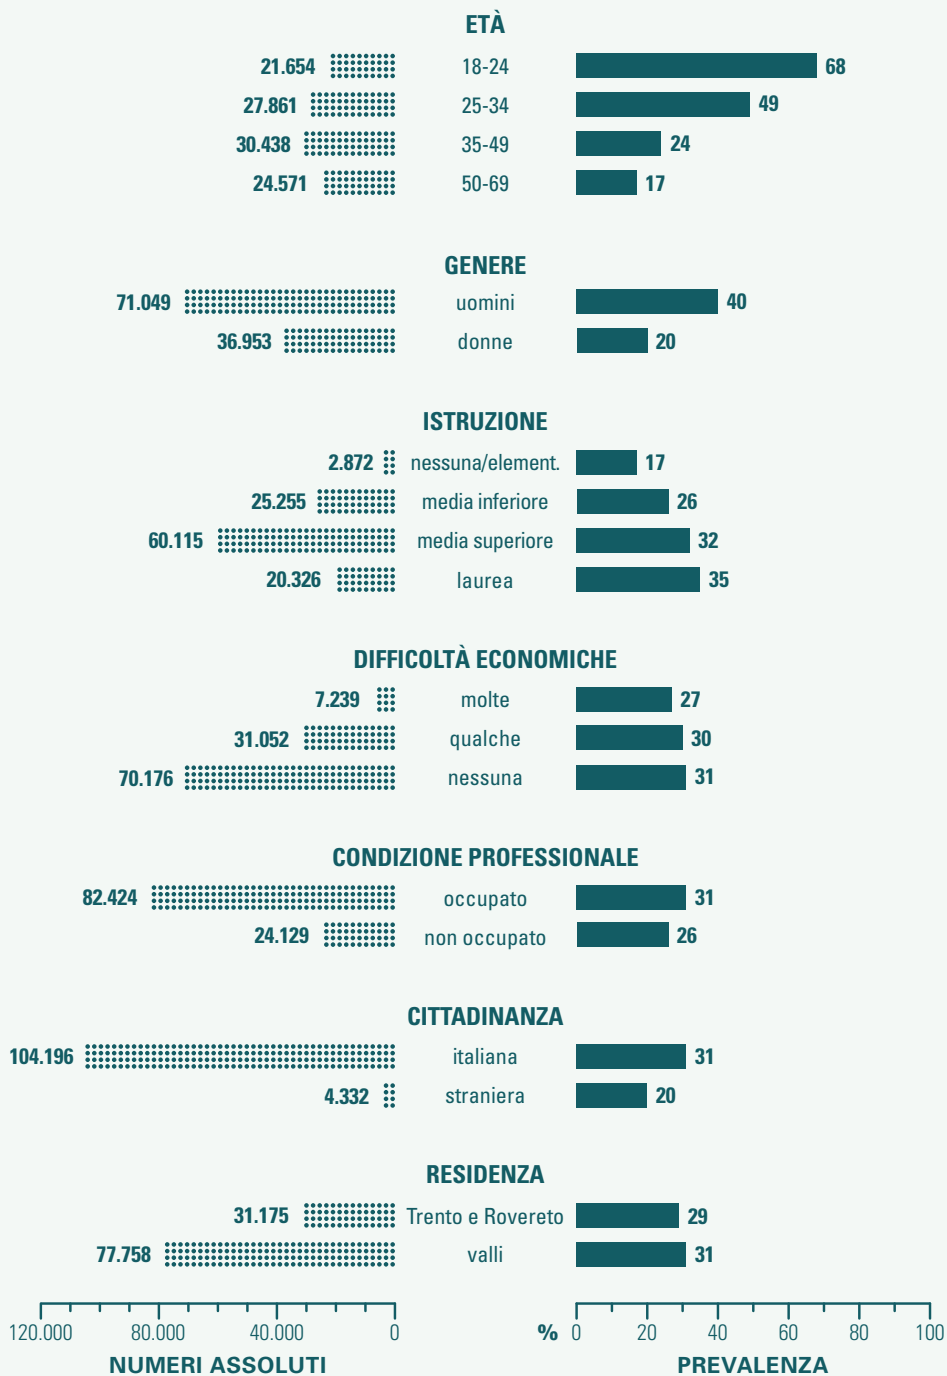 ETÀ
21.654 18-24 68
27.861 25-34 49
30.438 35-49 24
24.571 50-69 17
GENERE
71.049 uomini 40
36.953 donne 20
ISTRUZIONE
2.872 nessuna/element. 17
25.255 media inferiore 26
60.115 media superiore 32
20.326 laurea 35
DIFFICOLTÀ ECONOMICHE
7.239 molte 27
31.052 qualche 30
70.176 nessuna 31
CONDIZIONE PROFESSIONALE
82.424 occupato 31
24.129 non occupato 26
CITTADINANZA
104.196 italiana 31
4.332 straniera 20
RESIDENZA
31.175 Trento e Rovereto 29
77.758 valli 31
120.000 80.000 40.000 0 % 0 20 40 60 80 100
NUMERI ASSOLUTI PREVALENZA